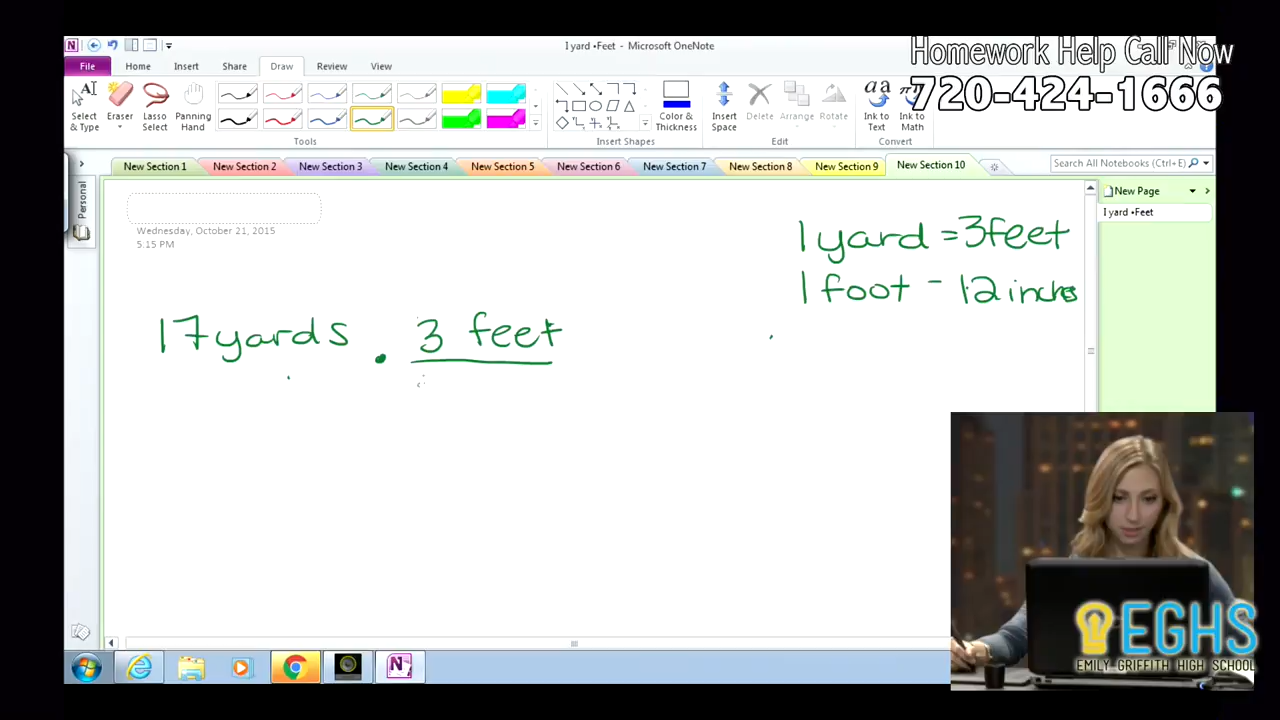 1 yard •Feet - Microsoft OneNote
Homework Help Call Now
720-424-1666
File Home Insert Share Draw Review View
Select & Type
Eraser
Lasso Select
Panning Hand
Color & Thickness
Insert Space
Delete
Arrange
Rotate
Ink to Text
Ink to Math
Tools
Insert Shapes
Edit
Convert
New Section 1 New Section 2 New Section 3 New Section 4 New Section 5 New Section 6 New Section 7 New Section 8 New Section 9 New Section 10
Search All Notebooks (Ctrl+E)
Personal
New Page
1 yard •Feet
Wednesday, October 21, 2015
5:15 PM
1 yard = 3 feet
1 foot - 12 inches
17 yards • 3 feet
EGHS
EMILY GRIFFITH HIGH SCHOOL